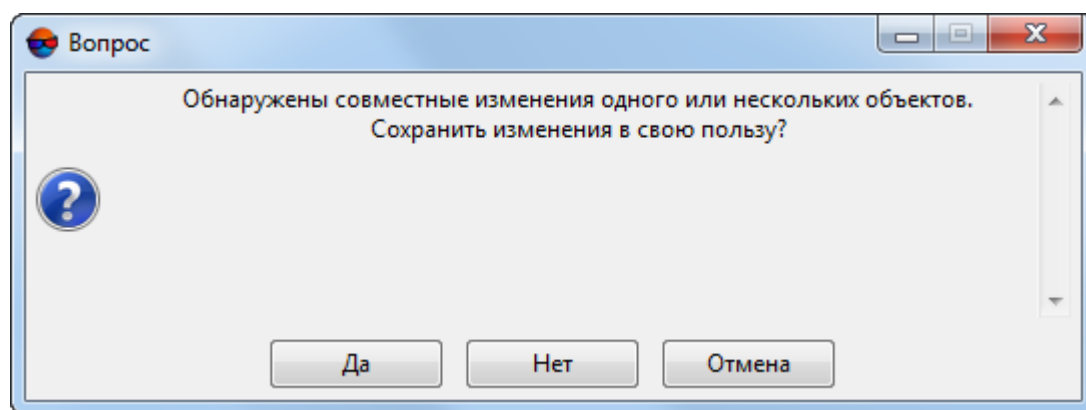 Вопрос
Обнаружены совместные изменения одного или нескольких объектов.
Сохранить изменения в свою пользу?
Да
Нет
Отмена